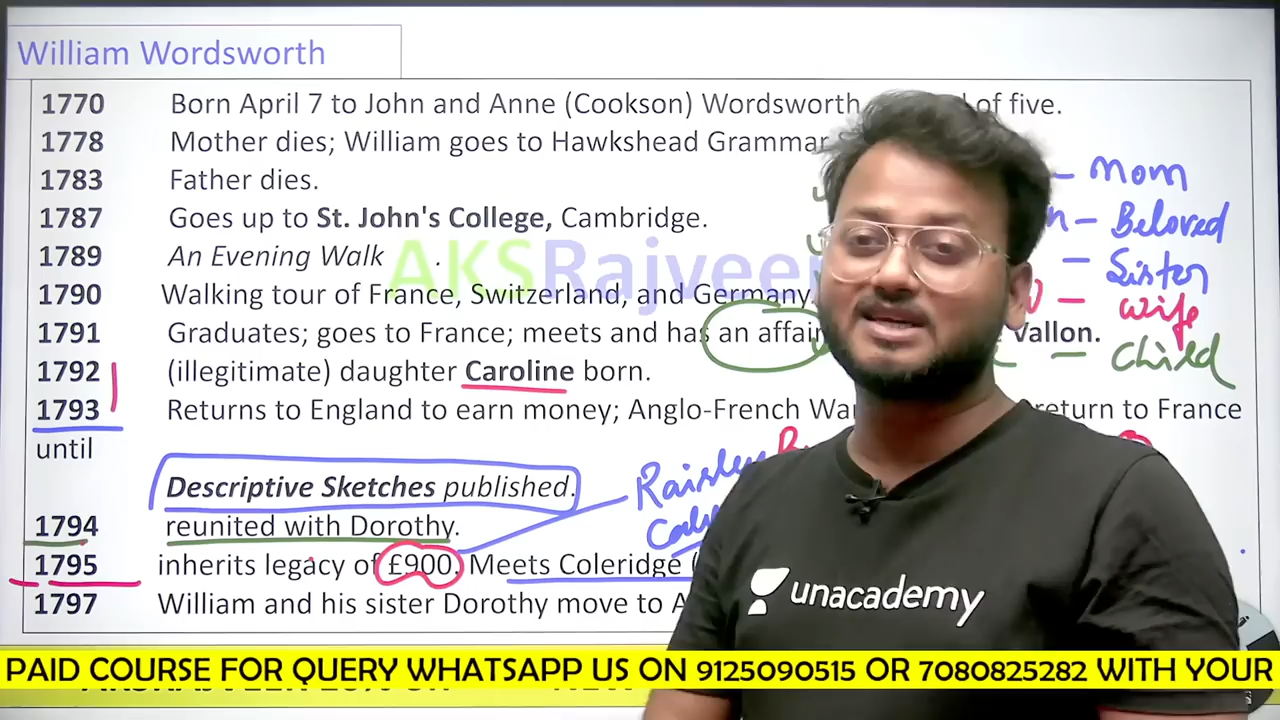 William Wordsworth
1770 Born April 7 to John and Anne (Cookson) Wordsworth of five.
1778 Mother dies; William goes to Hawkshead Grammar
1783 Father dies. – Mom
1787 Goes up to St. John's College, Cambridge. – Beloved
1789 An Evening Walk . – Sister
AKSRajveer
1790 Walking tour of France, Switzerland, and Germany. – wife
1791 Graduates; goes to France; meets and has an affair Vallon.
– Child
1792 (illegitimate) daughter Caroline born.
1793 Returns to England to earn money; Anglo-French War return to France
until
Descriptive Sketches published.
1794 reunited with Dorothy.
1795 inherits legacy of £900. Meets Coleridge (
1797 William and his sister Dorothy move to A
unacademy
PAID COURSE FOR QUERY WHATSAPP US ON 9125090515 OR 7080825282 WITH YOUR